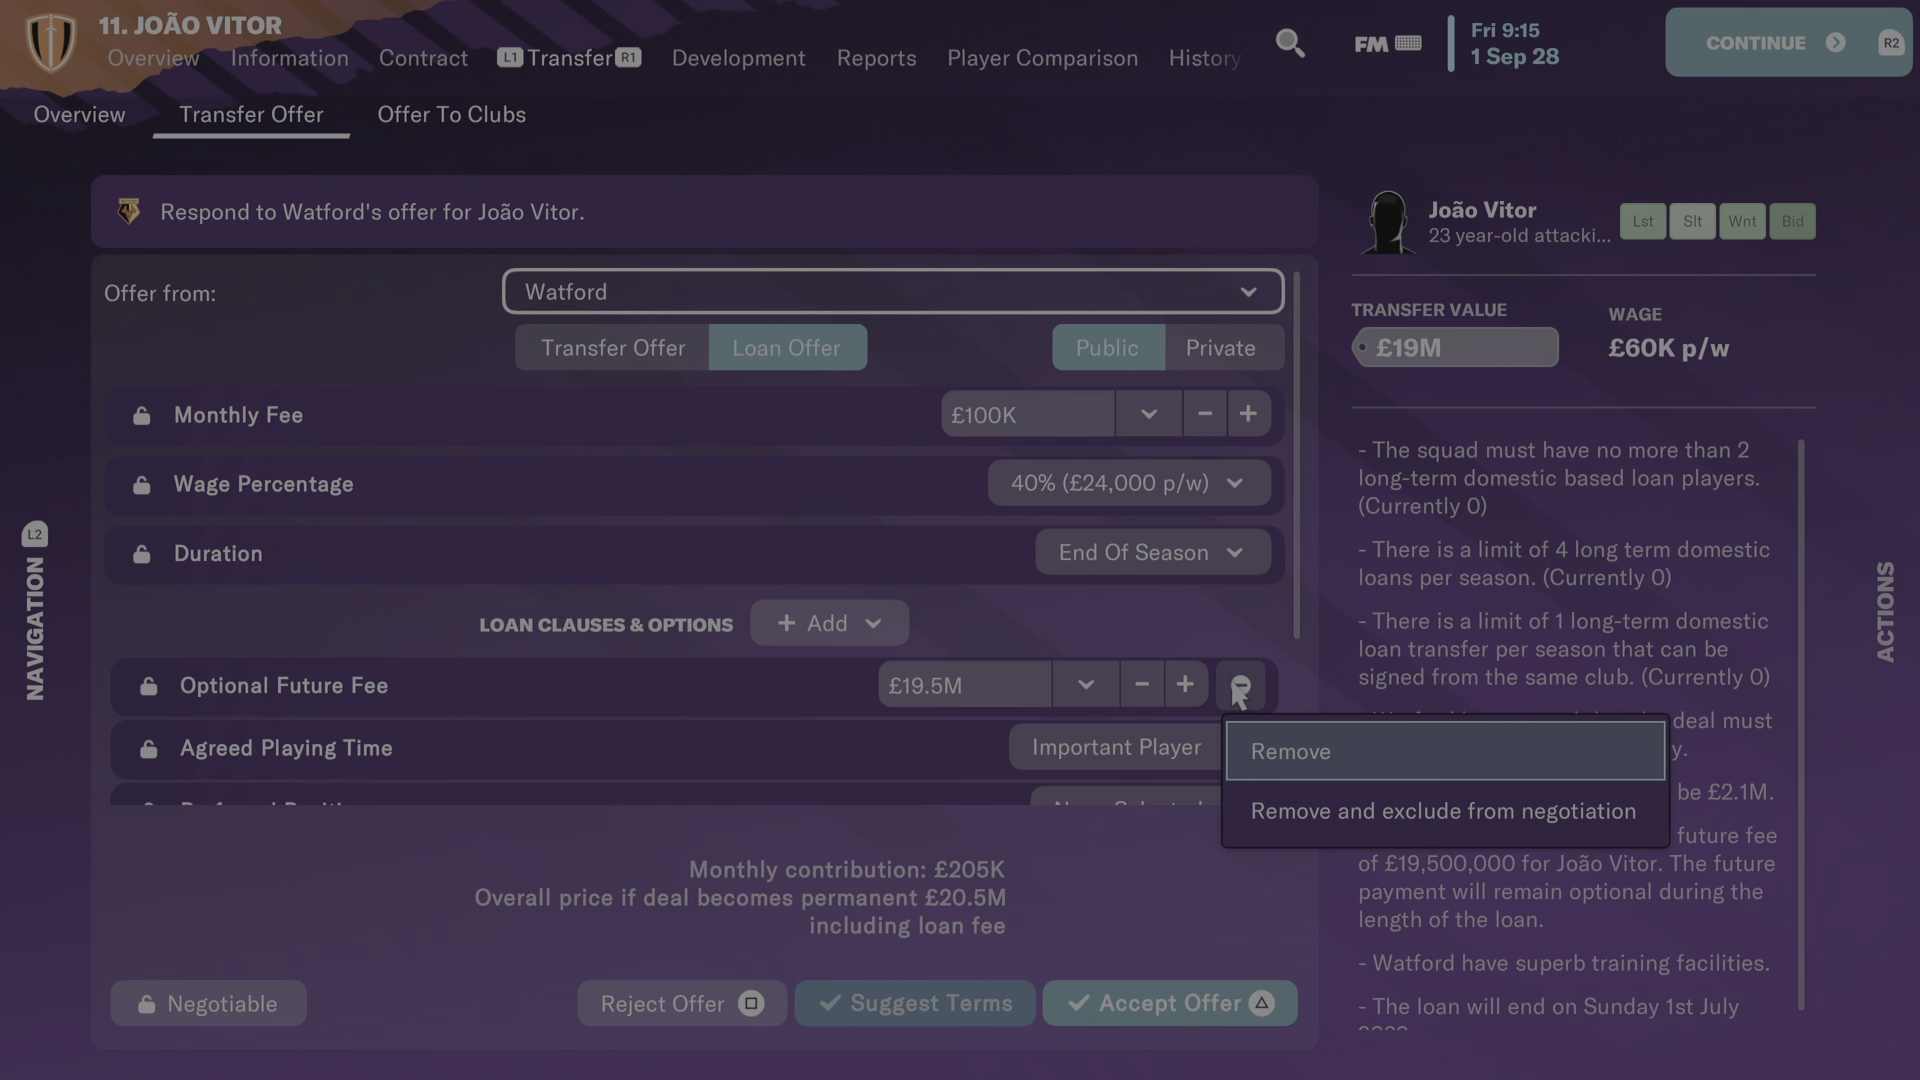 11. JOÃO VITOR
Overview Information Contract L1 Transfer R1 Development Reports Player Comparison History
FM
Fri 9:15
1 Sep 28
CONTINUE R2
Overview Transfer Offer Offer To Clubs
Respond to Watford's offer for João Vitor.
Offer from: Watford
Transfer Offer Loan Offer Public Private
Monthly Fee £100K
Wage Percentage 40% (£24,000 p/w)
Duration End Of Season
LOAN CLAUSES & OPTIONS Add
Optional Future Fee £19.5M
Agreed Playing Time Important Player
Remove
Remove and exclude from negotiation
Monthly contribution: £205K
Overall price if deal becomes permanent £20.5M
including loan fee
Negotiable Reject Offer Suggest Terms Accept Offer
L2
NAVIGATION
João Vitor
23 year-old attacki...
Lst Slt Wnt Bid
TRANSFER VALUE
£19M
WAGE
£60K p/w
- The squad must have no more than 2
long-term domestic based loan players.
(Currently 0)
- There is a limit of 4 long term domestic
loans per season. (Currently 0)
- There is a limit of 1 long-term domestic
loan transfer per season that can be
signed from the same club. (Currently 0)
deal must
y.
be £2.1M.
future fee
of £19,500,000 for João Vitor. The future
payment will remain optional during the
length of the loan.
- Watford have superb training facilities.
- The loan will end on Sunday 1st July
ACTIONS